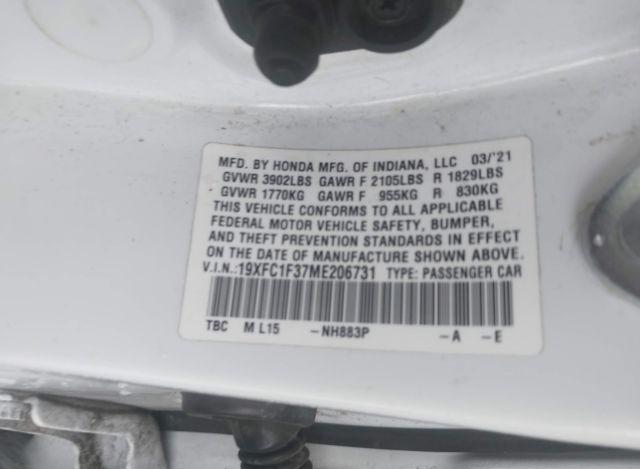 MFD. BY HONDA MFG. OF INDIANA, LLC 03/'21
GVWR 3902LBS GAWR F 2105LBS R 1829LBS
GVWR 1770KG GAWR F 955KG R 830KG
THIS VEHICLE CONFORMS TO ALL APPLICABLE
FEDERAL MOTOR VEHICLE SAFETY, BUMPER,
AND THEFT PREVENTION STANDARDS IN EFFECT
ON THE DATE OF MANUFACTURE SHOWN ABOVE.
V.I.N.:19XFC1F37ME206731 TYPE: PASSENGER CAR
TBC M L15 -NH883P -A -E